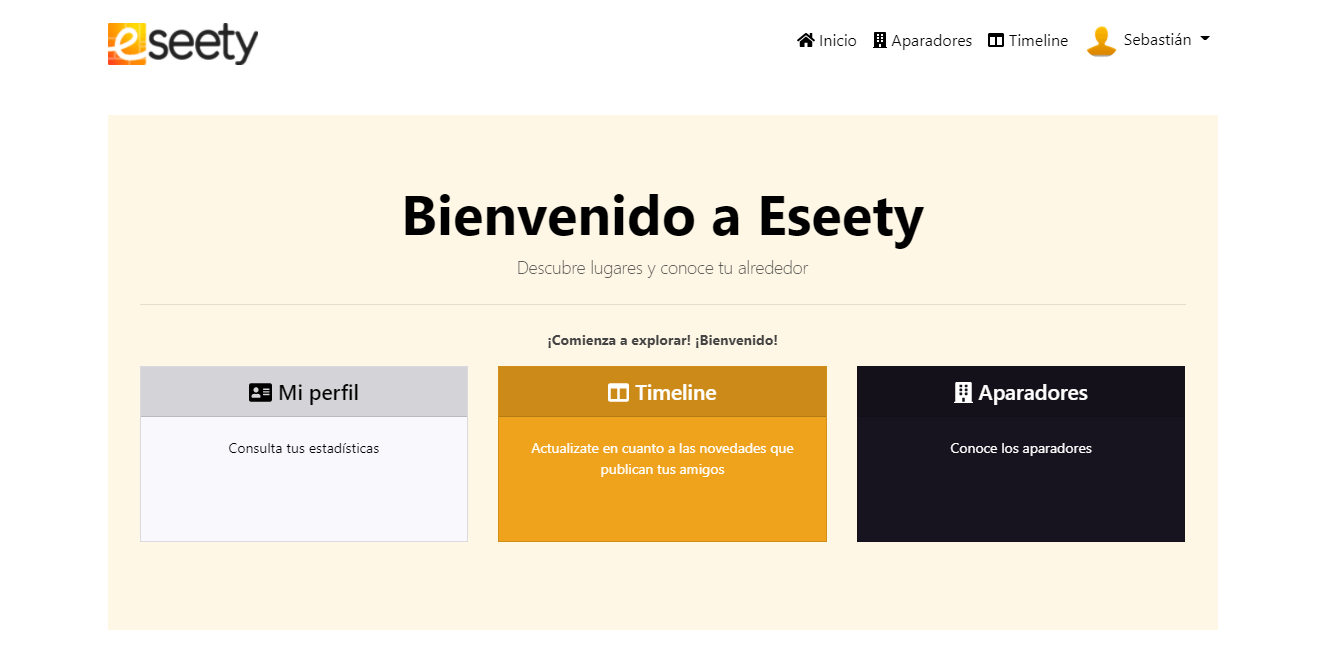 eseety
Inicio Aparadores Timeline Sebastián
Bienvenido a Eseety
Descubre lugares y conoce tu alrededor
¡Comienza a explorar! ¡Bienvenido!
Mi perfil
Consulta tus estadísticas
Timeline
Actualizate en cuanto a las novedades que
publican tus amigos
Aparadores
Conoce los aparadores